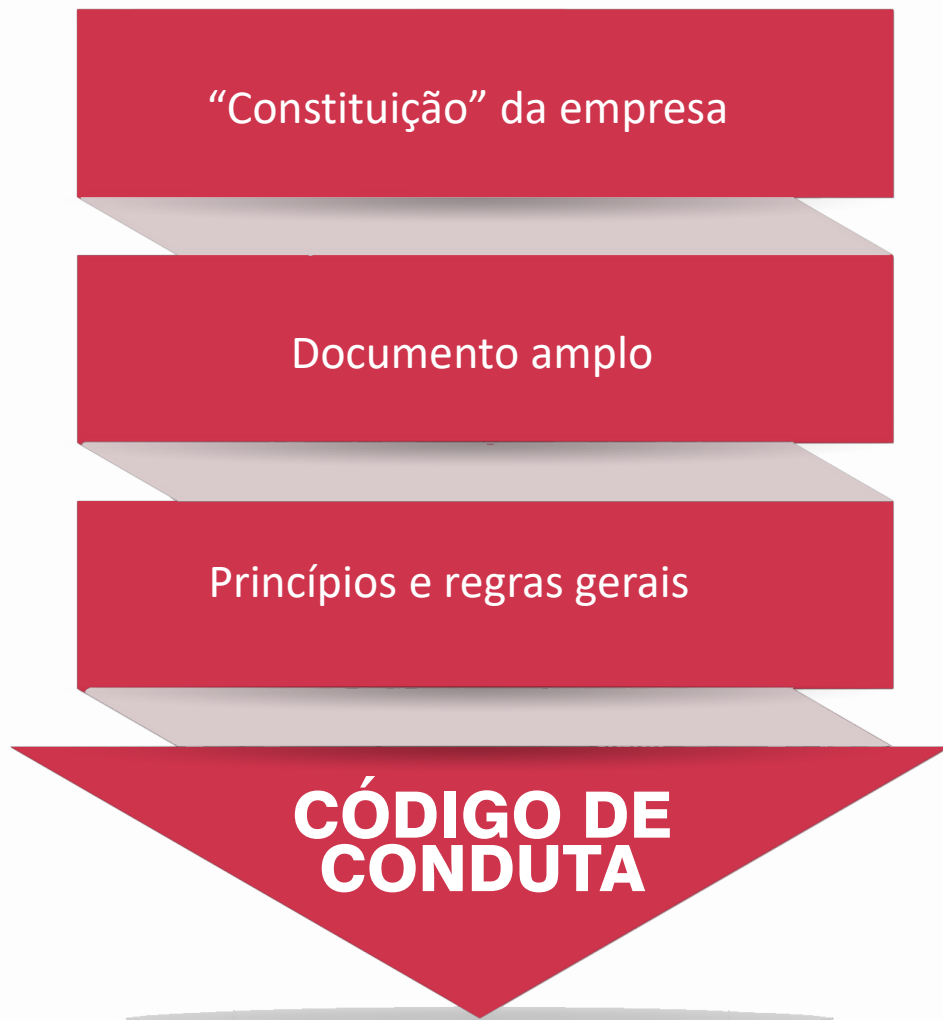 “Constituição” da empresa
Documento amplo
Princípios e regras gerais
CÓDIGO DE
CONDUTA